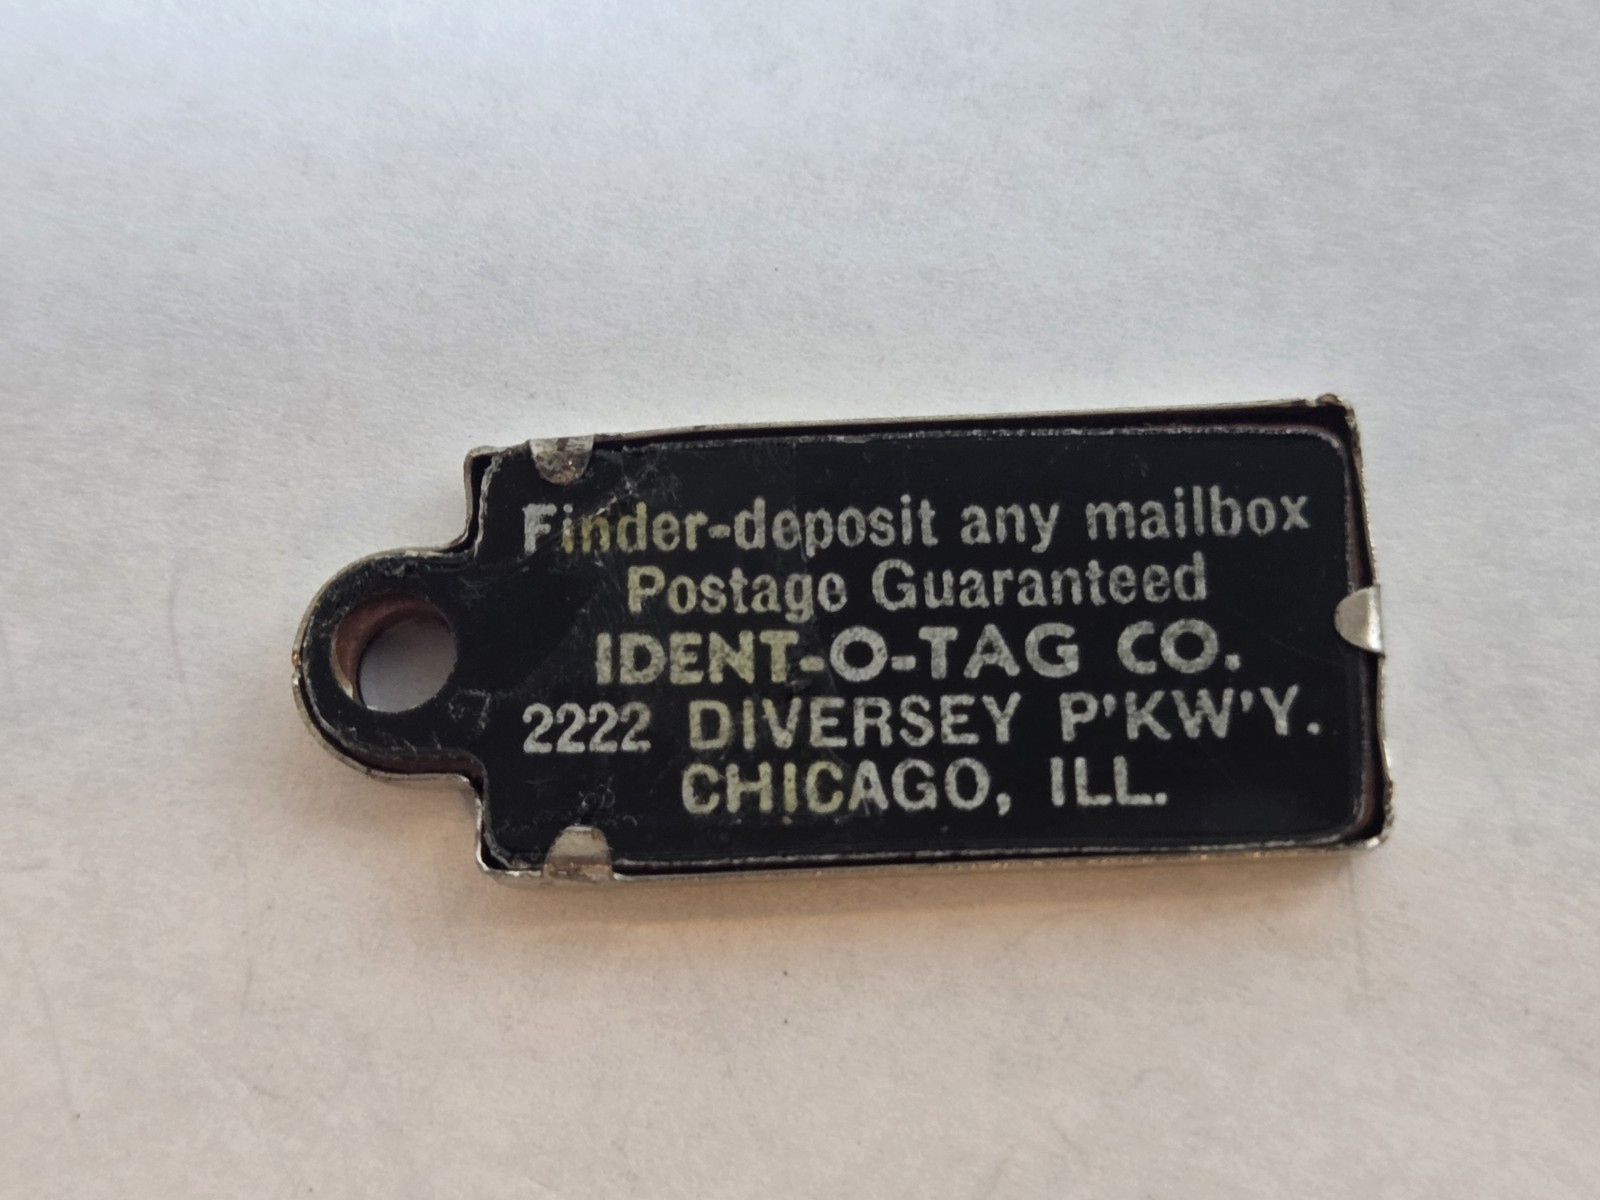 Finder-deposit any mailbox
Postage Guaranteed
IDENT-O-TAG CO.
2222 DIVERSEY P'KW'Y.
CHICAGO, ILL.